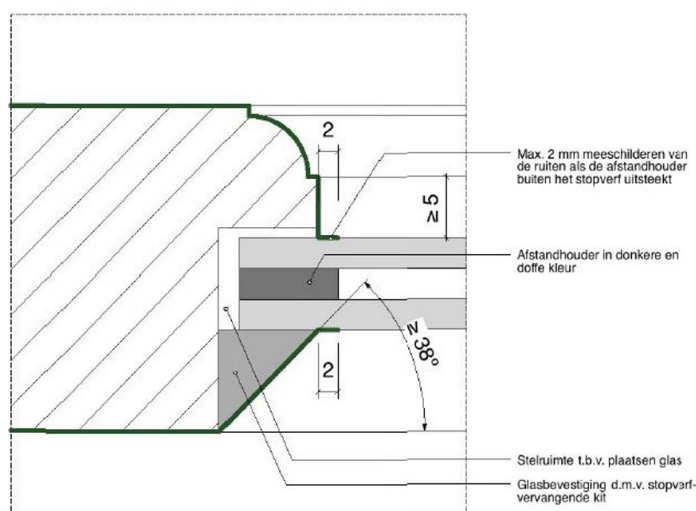 2
Max. 2 mm meeschilderen van
de ruiten als de afstandhouder
buiten het stopverf uitsteekt
≥ 5
Afstandhouder in donkere en
doffe kleur
≥ 38°
2
Stelruimte t.b.v. plaatsen glas
Glasbevestiging d.m.v. stopverf-
vervangende kit